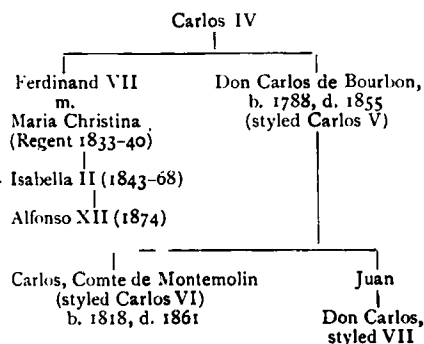 Carlos IV
Ferdinand VII
m.
Maria Christina
(Regent 1833-40)
Isabella II (1843-68)
Alfonso XII (1874)
Don Carlos de Bourbon,
b. 1788, d. 1855
(styled Carlos V)
Carlos, Comte de Montemolin
(styled Carlos VI)
b. 1818, d. 1861
Juan
Don Carlos,
styled VII